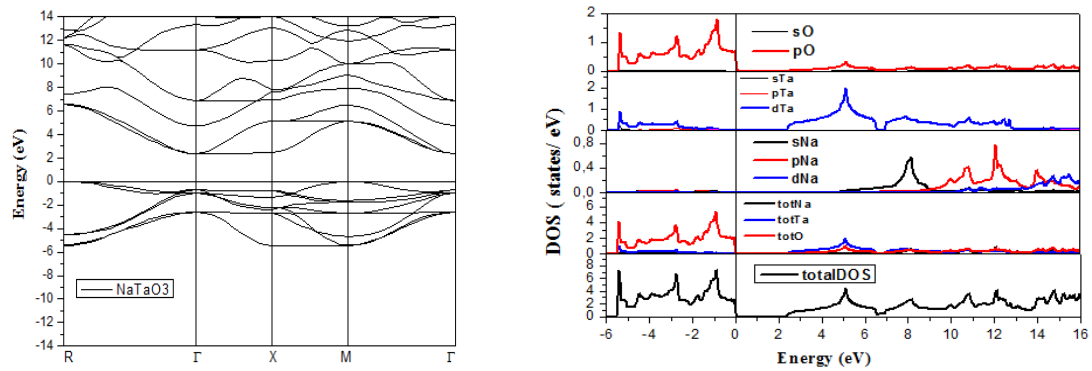 14
12
10
8
6
4
2
0
-2
-4
-6
-8
-10
-12
-14
Energy (eV)
NaTaO3
R Γ X M Γ
DOS ( states/ eV)
2
1
0
sO
pO
2
1
0
sTa
pTa
dTa
0,8
0,4
0,0
sNa
pNa
dNa
6
4
2
0
totNa
totTa
totO
8
6
4
2
0
totalDOS
-6 -4 -2 0 2 4 6 8 10 12 14 16
Energy (eV)